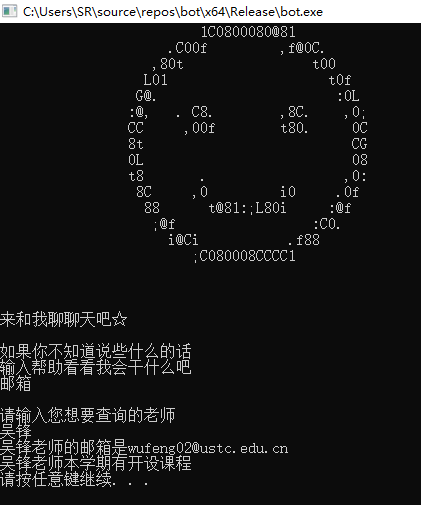 C:\Users\SR\source\repos\bot\x64\Release\bot.exe
1C0800080@81
.C00f ,f@0C.
,80t t00
L01 t0f
G@. :0L
:@, . C8. ,8C. ,0;
CC ,00f t80. 0C
8t CG
0L 08
t8 . ,0:
8C ,0 i0 .0f
88 t@81:;L80i :@f
;@f :C0.
i@Ci .f88
;C080008CCCC1
来和我聊聊天吧☆
如果你不知道说些什么的话
输入帮助看看我会干什么吧
邮箱
请输入您想要查询的老师
吴锋
吴锋老师的邮箱是wufeng02@ustc.edu.cn
吴锋老师本学期有开设课程
请按任意键继续. . .